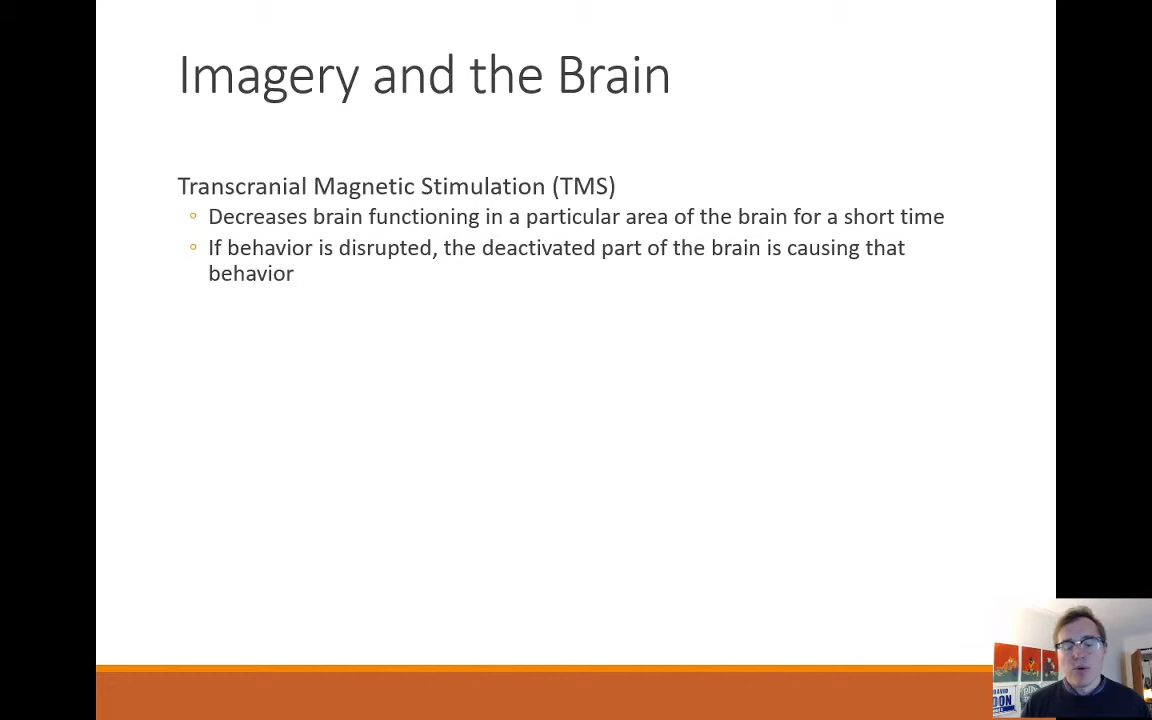 Imagery and the Brain
Transcranial Magnetic Stimulation (TMS)
◦ Decreases brain functioning in a particular area of the brain for a short time
◦ If behavior is disrupted, the deactivated part of the brain is causing that
behavior
DAVID